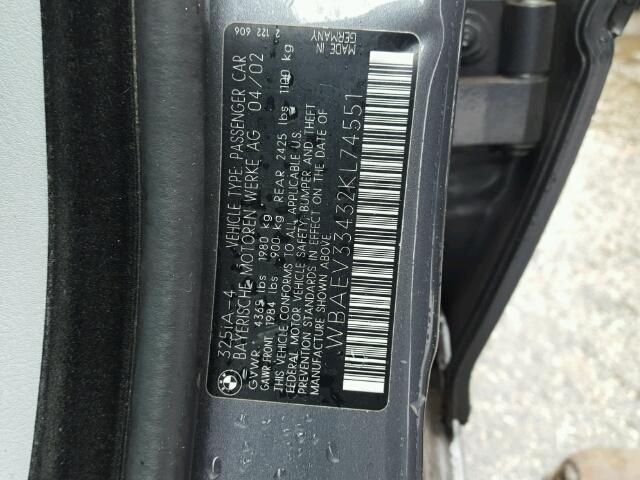 325iA-4 VEHICLE TYPE: PASSENGER CAR
BAYERISCHE MOTOREN WERKE AG 04/02
GVWR 4365 lbs 1980 kg
GAWR FRONT 1984 lbs 900 kg REAR 2425 lbs 1100 kg
THIS VEHICLE CONFORMS TO ALL APPLICABLE U.S.
FEDERAL MOTOR VEHICLE SAFETY, BUMPER AND THEFT
PREVENTION STANDARDS IN EFFECT ON THE DATE OF
MANUFACTURE SHOWN ABOVE.
WBAEV33432KL74551
2 122 606
MADE IN
GERMANY